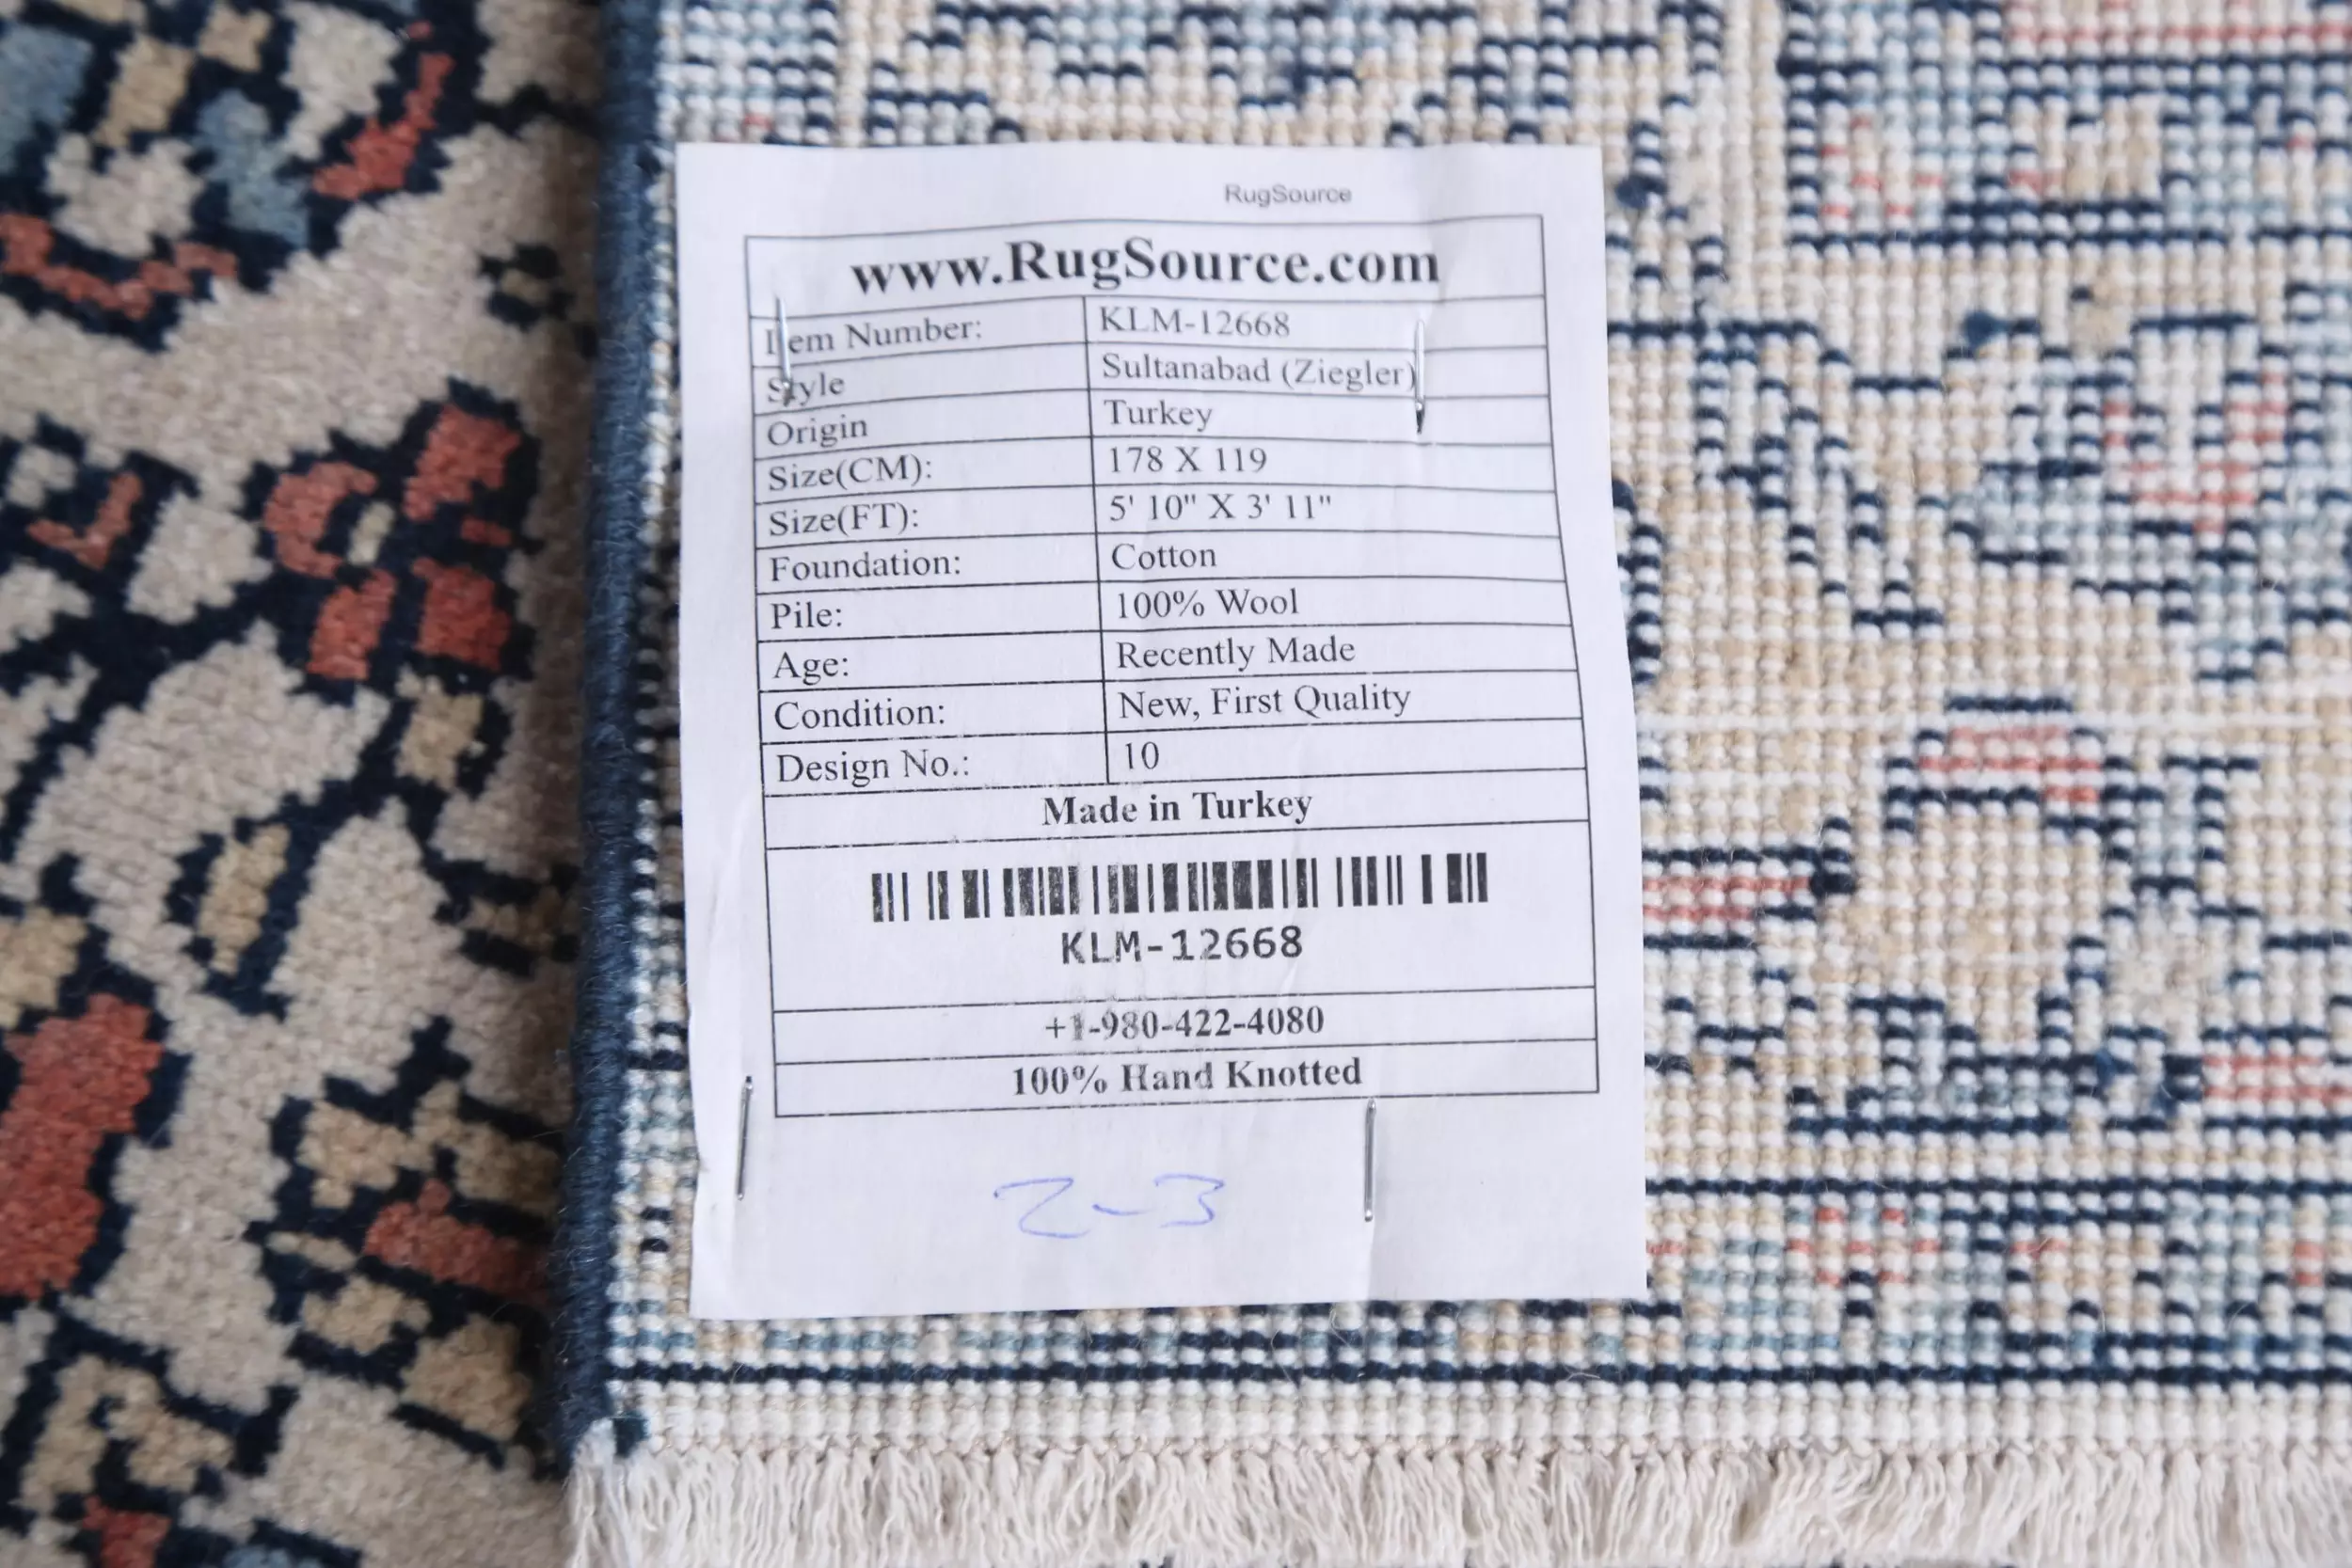 RugSource
www.RugSource.com
Item Number: KLM-12668
Style Sultanabad (Ziegler)
Origin Turkey
Size(CM): 178 X 119
Size(FT): 5' 10" X 3' 11"
Foundation: Cotton
Pile: 100% Wool
Age: Recently Made
Condition: New, First Quality
Design No.: 10
Made in Turkey
KLM-12668
+1-980-422-4080
100% Hand Knotted
2-3